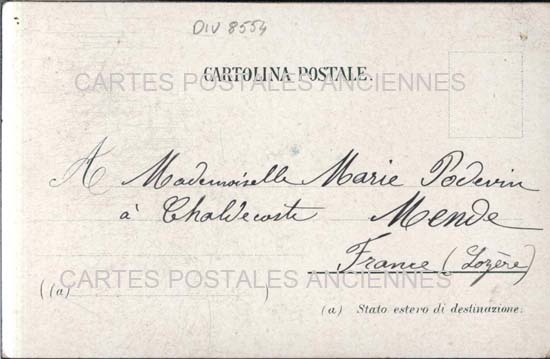 DIV 8554
CARTOLINA POSTALE.
CARTES POSTALES ANCIENNES
A Mademoiselle Marie Podevin
à Chaldecoste Mende
France (Lozère)
CARTES POSTALES ANCIENNES
((a) )
(a) Stato estero di destinazione.